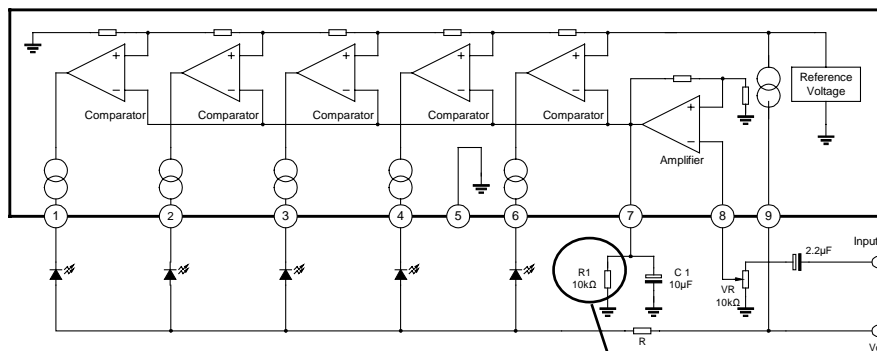 Comparator
Comparator
Comparator
Comparator
Comparator
Amplifier
Reference
Voltage
1
2
3
4
5
6
7
8
9
R1
10kΩ
C 1
10µF
VR
10kΩ
2.2µF
Input
R